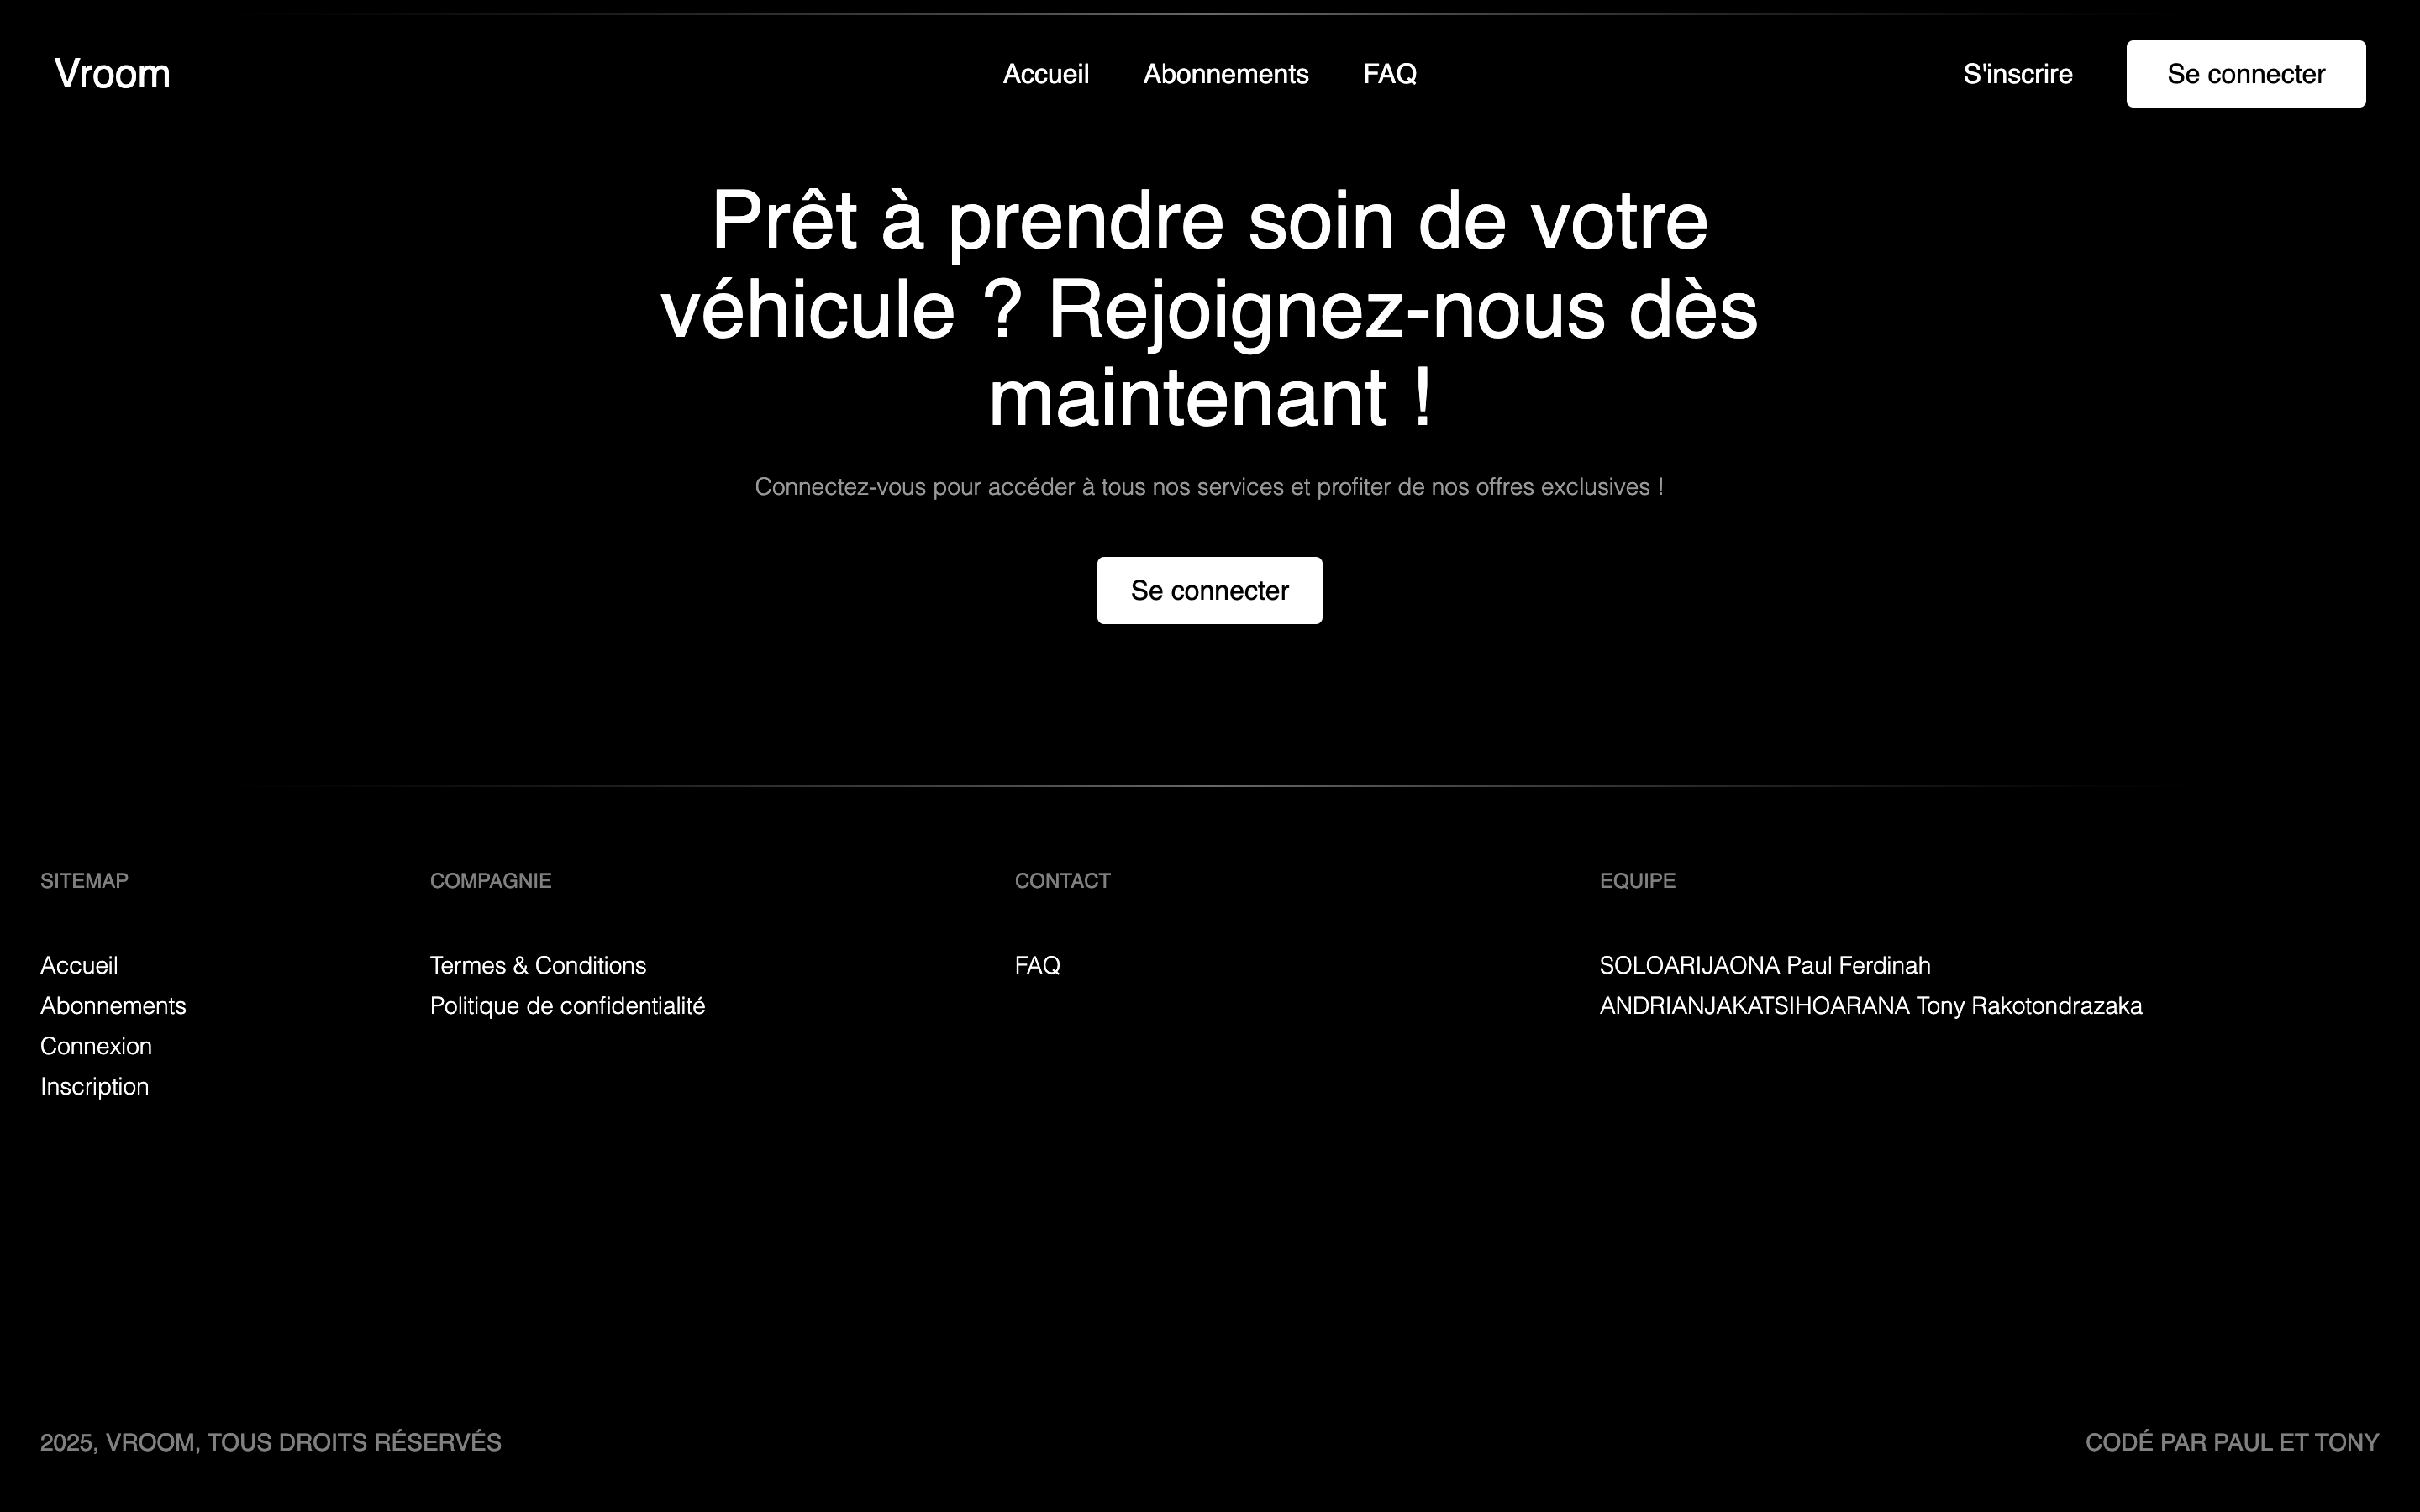 Vroom
Accueil Abonnements FAQ
S'inscrire Se connecter
Prêt à prendre soin de votre
véhicule ? Rejoignez-nous dès
maintenant !
Connectez-vous pour accéder à tous nos services et profiter de nos offres exclusives !
Se connecter
SITEMAP
Accueil
Abonnements
Connexion
Inscription
COMPAGNIE
Termes & Conditions
Politique de confidentialité
CONTACT
FAQ
EQUIPE
SOLOARIJAONA Paul Ferdinah
ANDRIANJAKATSIHOARANA Tony Rakotondrazaka
2025, VROOM, TOUS DROITS RÉSERVÉS
CODÉ PAR PAUL ET TONY